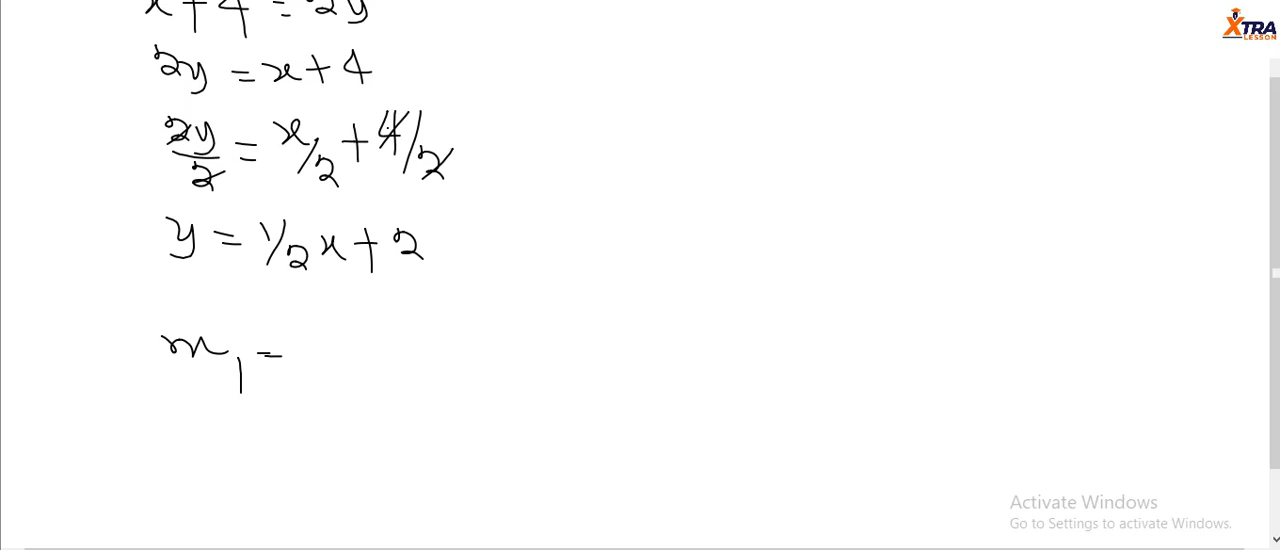 x+4=2y
XTRA
LESSON
2y=x+4
2y/2=x/2+4/2
y=1/2x+2
m1=
Activate Windows
Go to Settings to activate Windows.